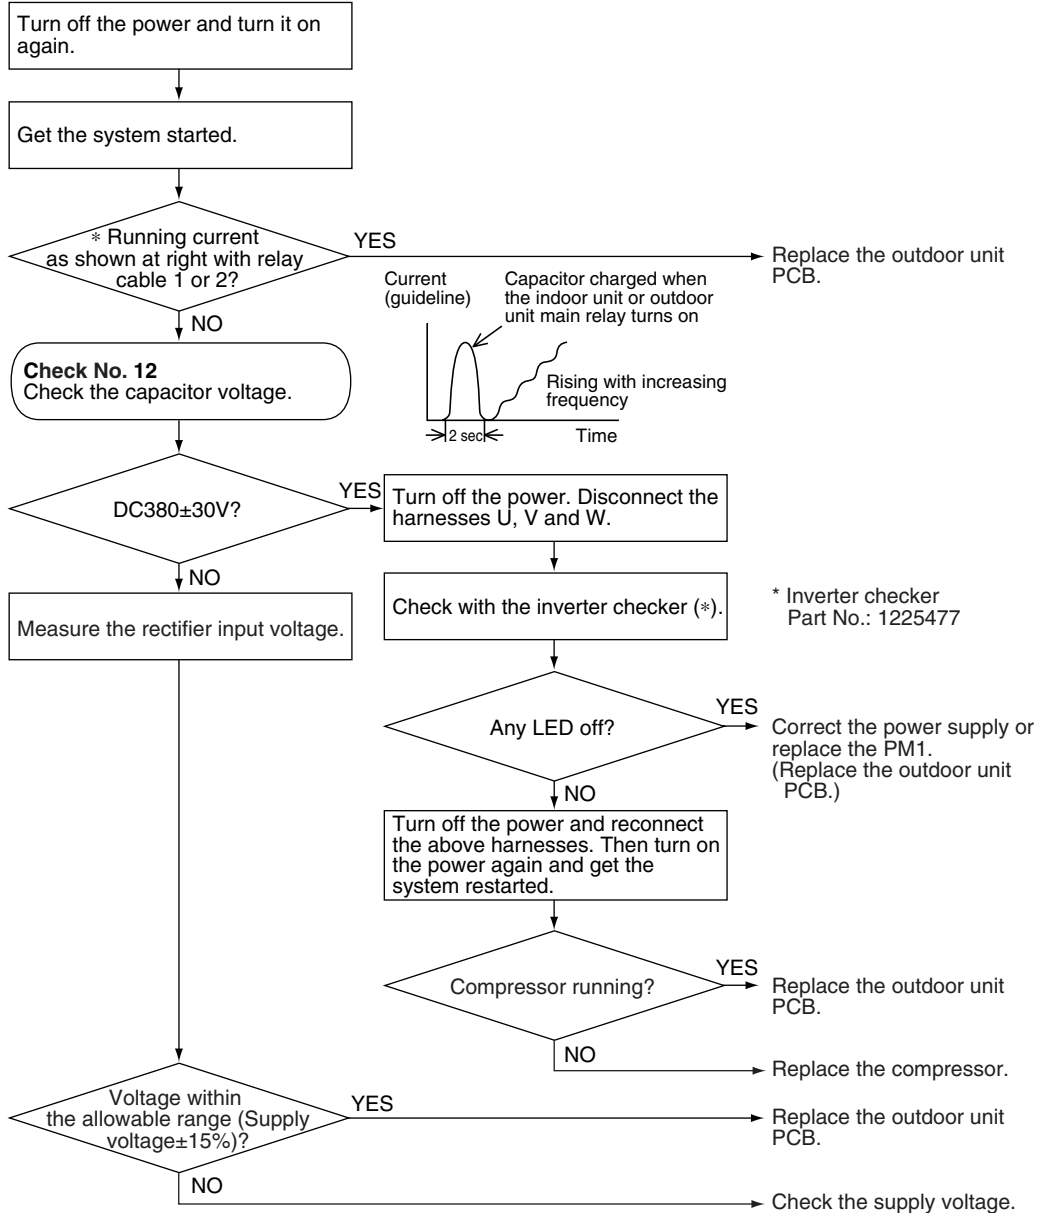 Turn off the power and turn it on
again.
Get the system started.
* Running current
as shown at right with relay
cable 1 or 2?
YES
Replace the outdoor unit
PCB.
NO
Current
(guideline)
Capacitor charged when
the indoor unit or outdoor
unit main relay turns on
Rising with increasing
frequency
2 sec
Time
Check No. 12
Check the capacitor voltage.
DC380±30V?
YES
Turn off the power. Disconnect the
harnesses U, V and W.
NO
Measure the rectifier input voltage.
Check with the inverter checker (*).
* Inverter checker
Part No.: 1225477
Any LED off?
YES
Correct the power supply or
replace the PM1.
(Replace the outdoor unit
PCB.)
NO
Turn off the power and reconnect
the above harnesses. Then turn on
the power again and get the
system restarted.
Compressor running?
YES
Replace the outdoor unit
PCB.
NO
Replace the compressor.
Voltage within
the allowable range (Supply
voltage±15%)?
YES
Replace the outdoor unit
PCB.
NO
Check the supply voltage.